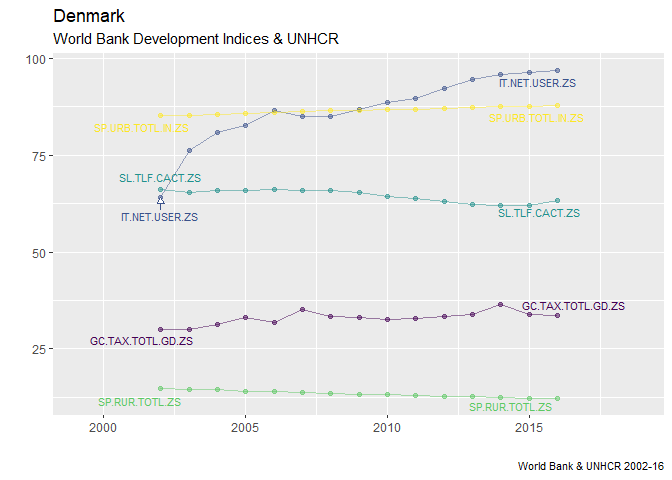 Denmark
World Bank Development Indices & UNHCR
100
IT.NET.USER.ZS
SP.URB.TOTL.IN.ZS
SP.URB.TOTL.IN.ZS
75
SL.TLF.CACT.ZS
SL.TLF.CACT.ZS
IT.NET.USER.ZS
50
GC.TAX.TOTL.GD.ZS
GC.TAX.TOTL.GD.ZS
25
SP.RUR.TOTL.ZS
SP.RUR.TOTL.ZS
2000
2005
2010
2015
World Bank & UNHCR 2002-16